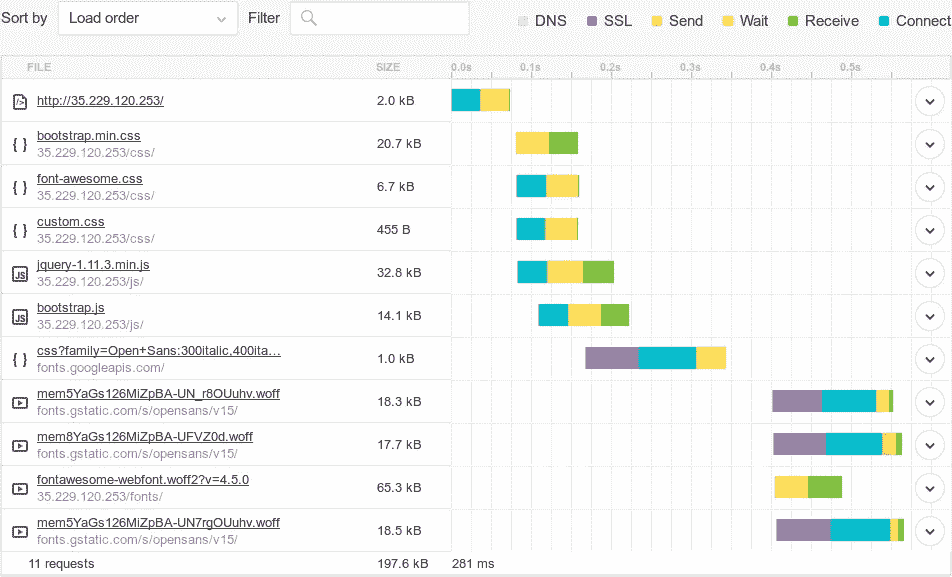 Sort by Load order Filter DNS SSL Send Wait Receive Connect
FILE SIZE 0.0s 0.1s 0.2s 0.3s 0.4s 0.5s
http://35.229.120.253/ 2.0 kB
bootstrap.min.css 20.7 kB
35.229.120.253/css/
font-awesome.css 6.7 kB
35.229.120.253/css/
custom.css 455 B
35.229.120.253/css/
jquery-1.11.3.min.js 32.8 kB
35.229.120.253/js/
JS
bootstrap.js 14.1 kB
35.229.120.253/js/
JS
css?family=Open+Sans:300italic,400ita... 1.0 kB
fonts.googleapis.com/
mem5YaGs126MiZpBA-UN_r8OUuhv.woff 18.3 kB
fonts.gstatic.com/s/opensans/v15/
mem8YaGs126MiZpBA-UFVZ0d.woff 17.7 kB
fonts.gstatic.com/s/opensans/v15/
fontawesome-webfont.woff2?v=4.5.0 65.3 kB
35.229.120.253/fonts/
mem5YaGs126MiZpBA-UN7rgOUuhv.woff 18.5 kB
fonts.gstatic.com/s/opensans/v15/
11 requests 197.6 kB 281 ms